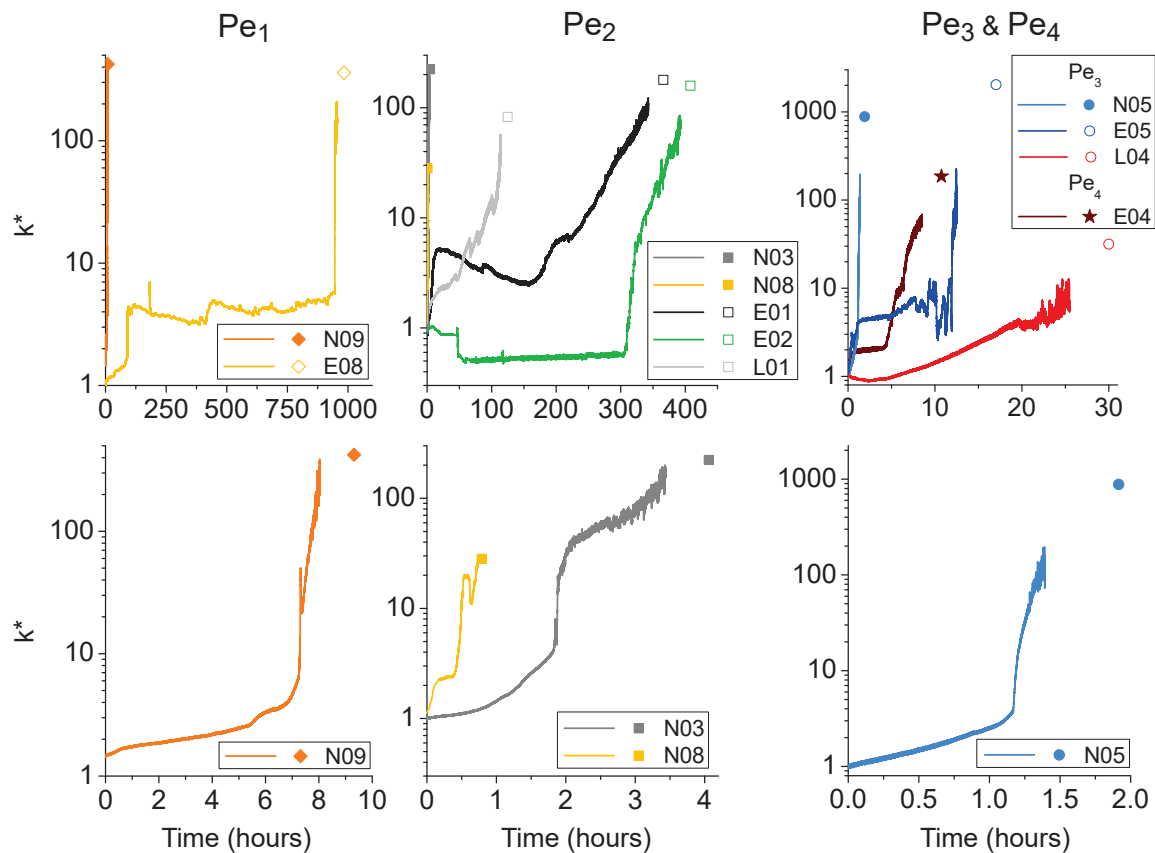 Pe1
Pe2
Pe3 & Pe4
k*
100
10
1
0
250
500
750
1000
N09
E08
100
10
1
0
100
200
300
400
N03
N08
E01
E02
L01
1000
100
10
1
0
10
20
30
Pe3
N05
E05
L04
Pe4
E04
k*
100
10
1
0
2
4
6
8
10
N09
Time (hours)
100
10
1
0
1
2
3
4
N03
N08
Time (hours)
1000
100
10
1
0.0
0.5
1.0
1.5
2.0
N05
Time (hours)